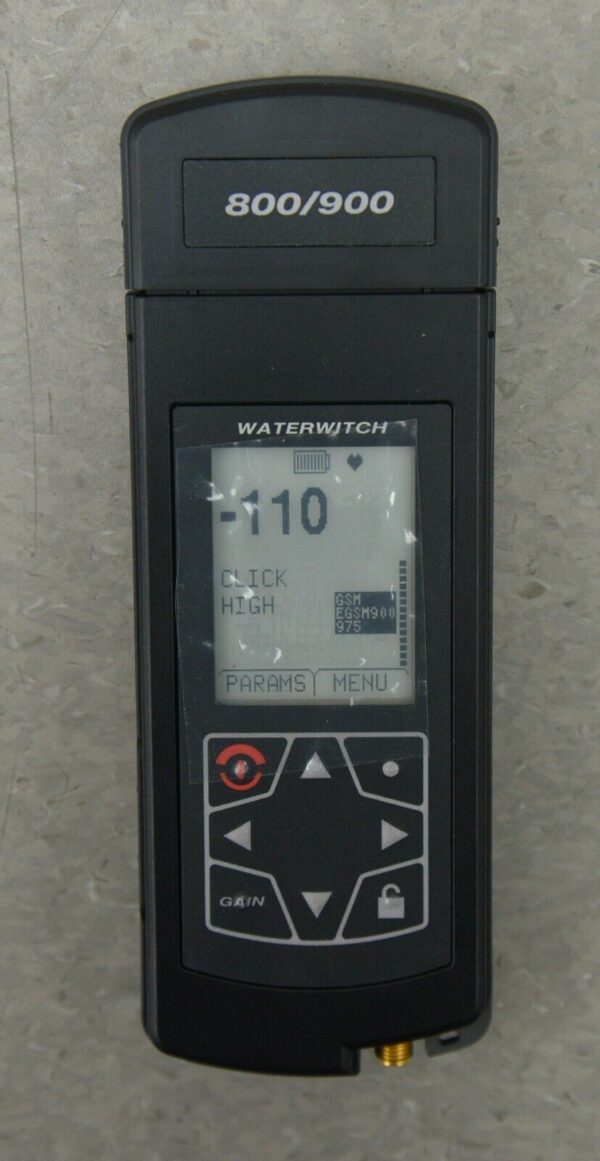 800/900
WATERWITCH
-110
CLICK
HIGH
GSM
EGSM900
975
PARAMS MENU
GAIN